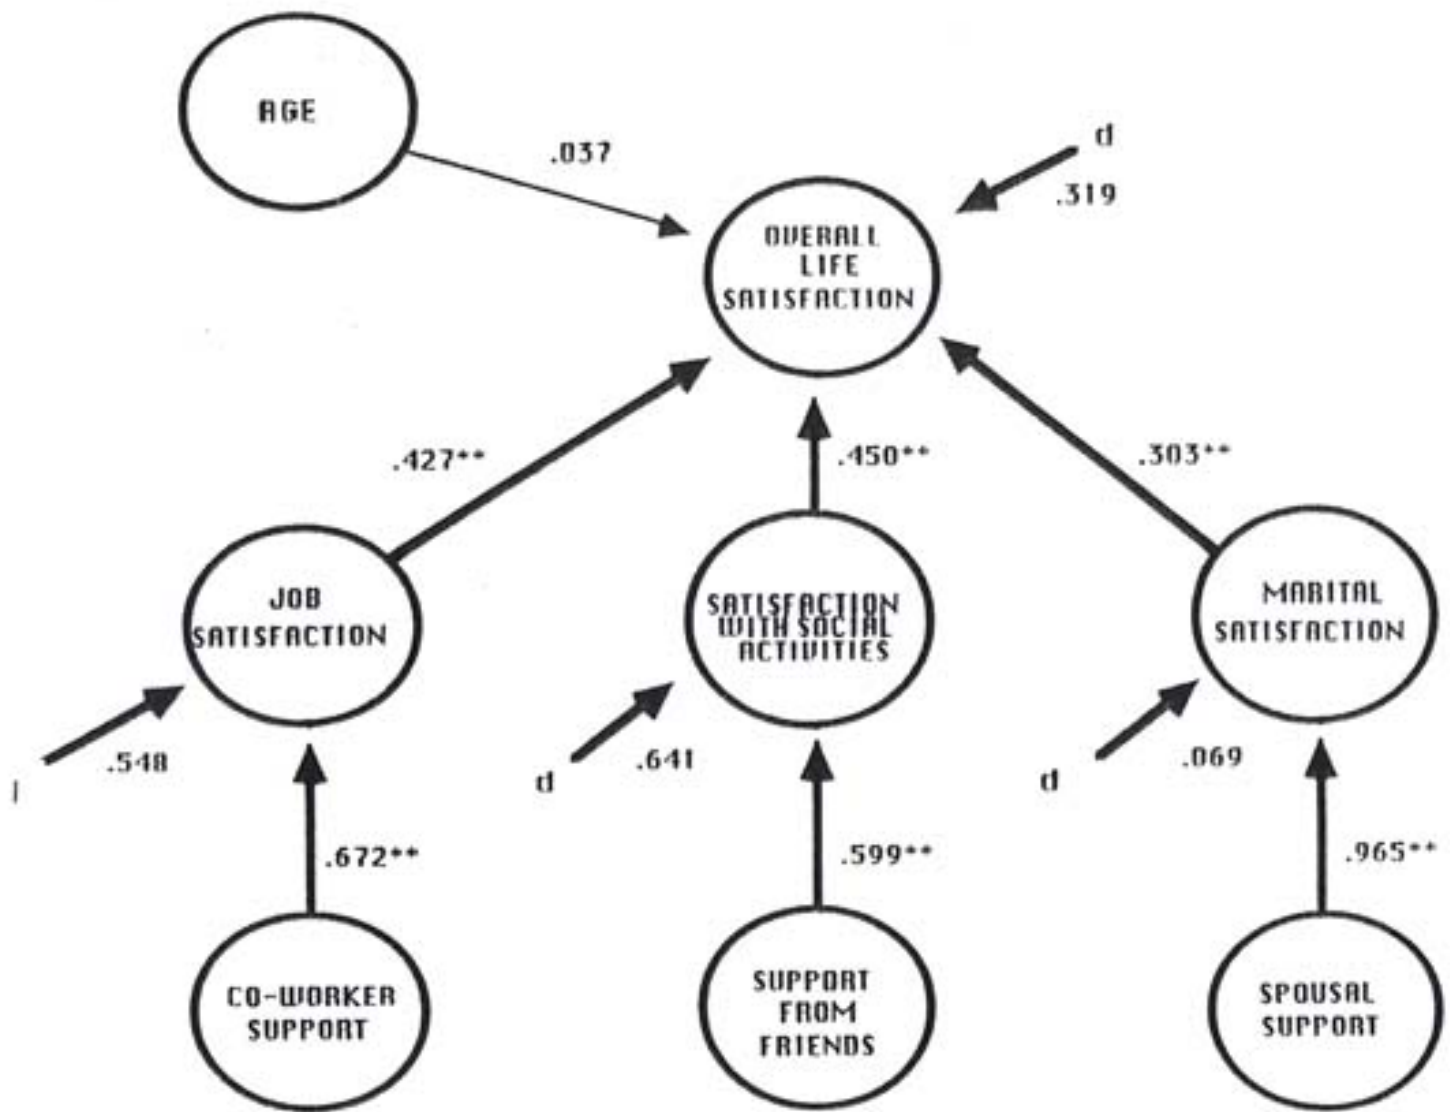 AGE
.037
d
.319
OVERALL
LIFE
SATISFACTION
.427**
.450**
.303**
JOB
SATISFACTION
SATISFACTION
WITH SOCIAL
ACTIVITIES
MARITAL
SATISFACTION
.548
d
.641
d
.069
.672**
.599**
.965**
CO-WORKER
SUPPORT
SUPPORT
FROM
FRIENDS
SPOUSAL
SUPPORT